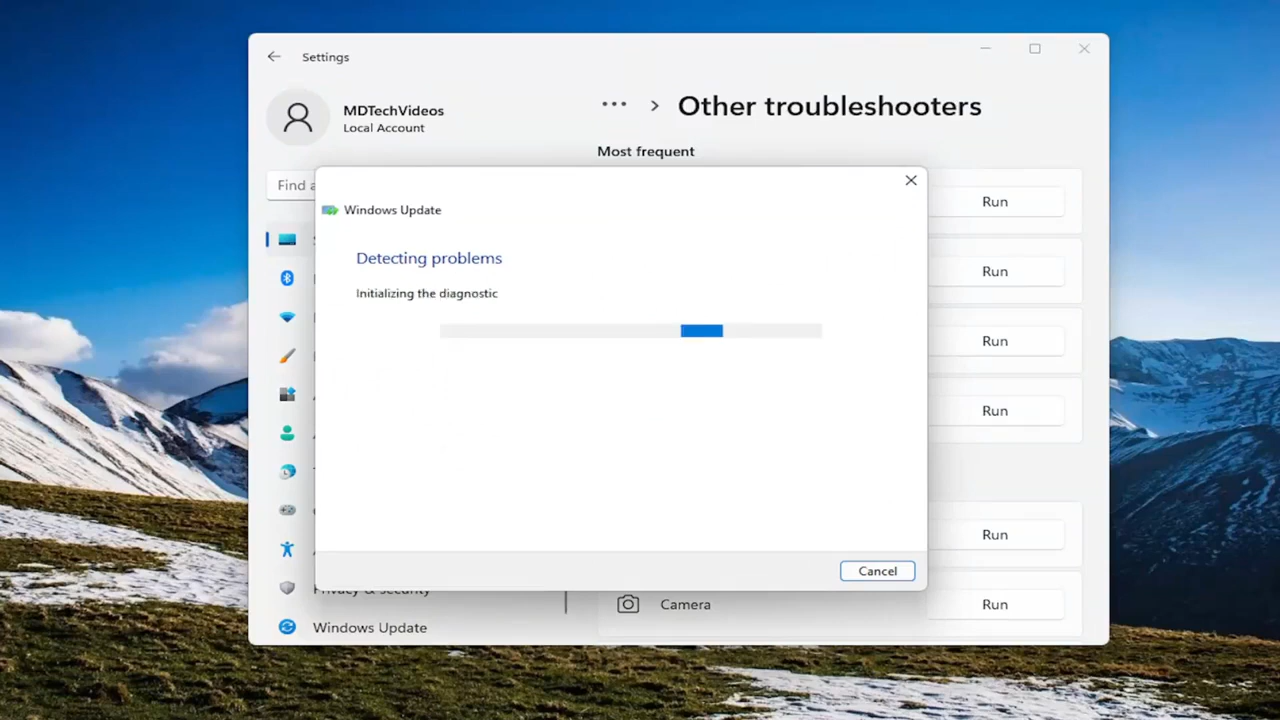 Settings
MDTechVideos
Local Account
Find a
Other troubleshooters
Most frequent
Run
Run
Run
Run
Run
Camera
Run
Windows Update
Detecting problems
Initializing the diagnostic
Cancel
Privacy & security
Windows Update